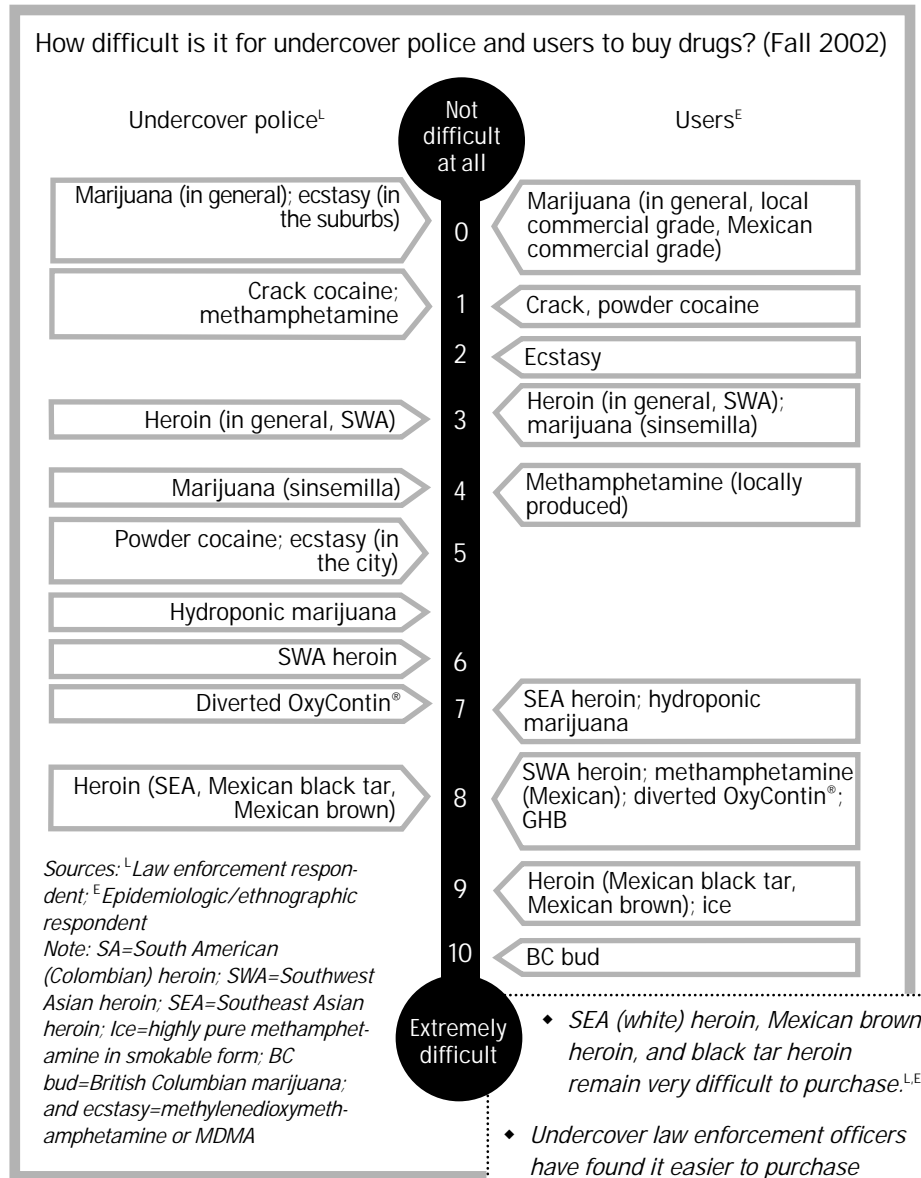 How difficult is it for undercover police and users to buy drugs? (Fall 2002)
Undercover police^L
Not
difficult
at all
Users^E
Marijuana (in general); ecstasy (in
the suburbs)
0
Marijuana (in general, local
commercial grade, Mexican
commercial grade)
Crack cocaine;
methamphetamine
1
Crack, powder cocaine
2
Ecstasy
Heroin (in general, SWA)
3
Heroin (in general, SWA);
marijuana (sinsemilla)
Marijuana (sinsemilla)
4
Methamphetamine (locally
produced)
Powder cocaine; ecstasy (in
the city)
5
Hydroponic marijuana
SWA heroin
6
Diverted OxyContin®
7
SEA heroin; hydroponic
marijuana
Heroin (SEA, Mexican black tar,
Mexican brown)
8
SWA heroin; methamphetamine
(Mexican); diverted OxyContin®;
GHB
9
Heroin (Mexican black tar,
Mexican brown); ice
10
BC bud
Extremely
difficult
Sources: ^L Law enforcement respon-
dent; ^E Epidemiologic/ethnographic
respondent
Note: SA=South American
(Colombian) heroin; SWA=Southwest
Asian heroin; SEA=Southeast Asian
heroin; Ice=highly pure methamphet-
amine in smokable form; BC
bud=British Columbian marijuana;
and ecstasy=methylenedioxymeth-
amphetamine or MDMA
◆ SEA (white) heroin, Mexican brown
heroin, and black tar heroin
remain very difficult to purchase.^L,E
◆ Undercover law enforcement officers
have found it easier to purchase